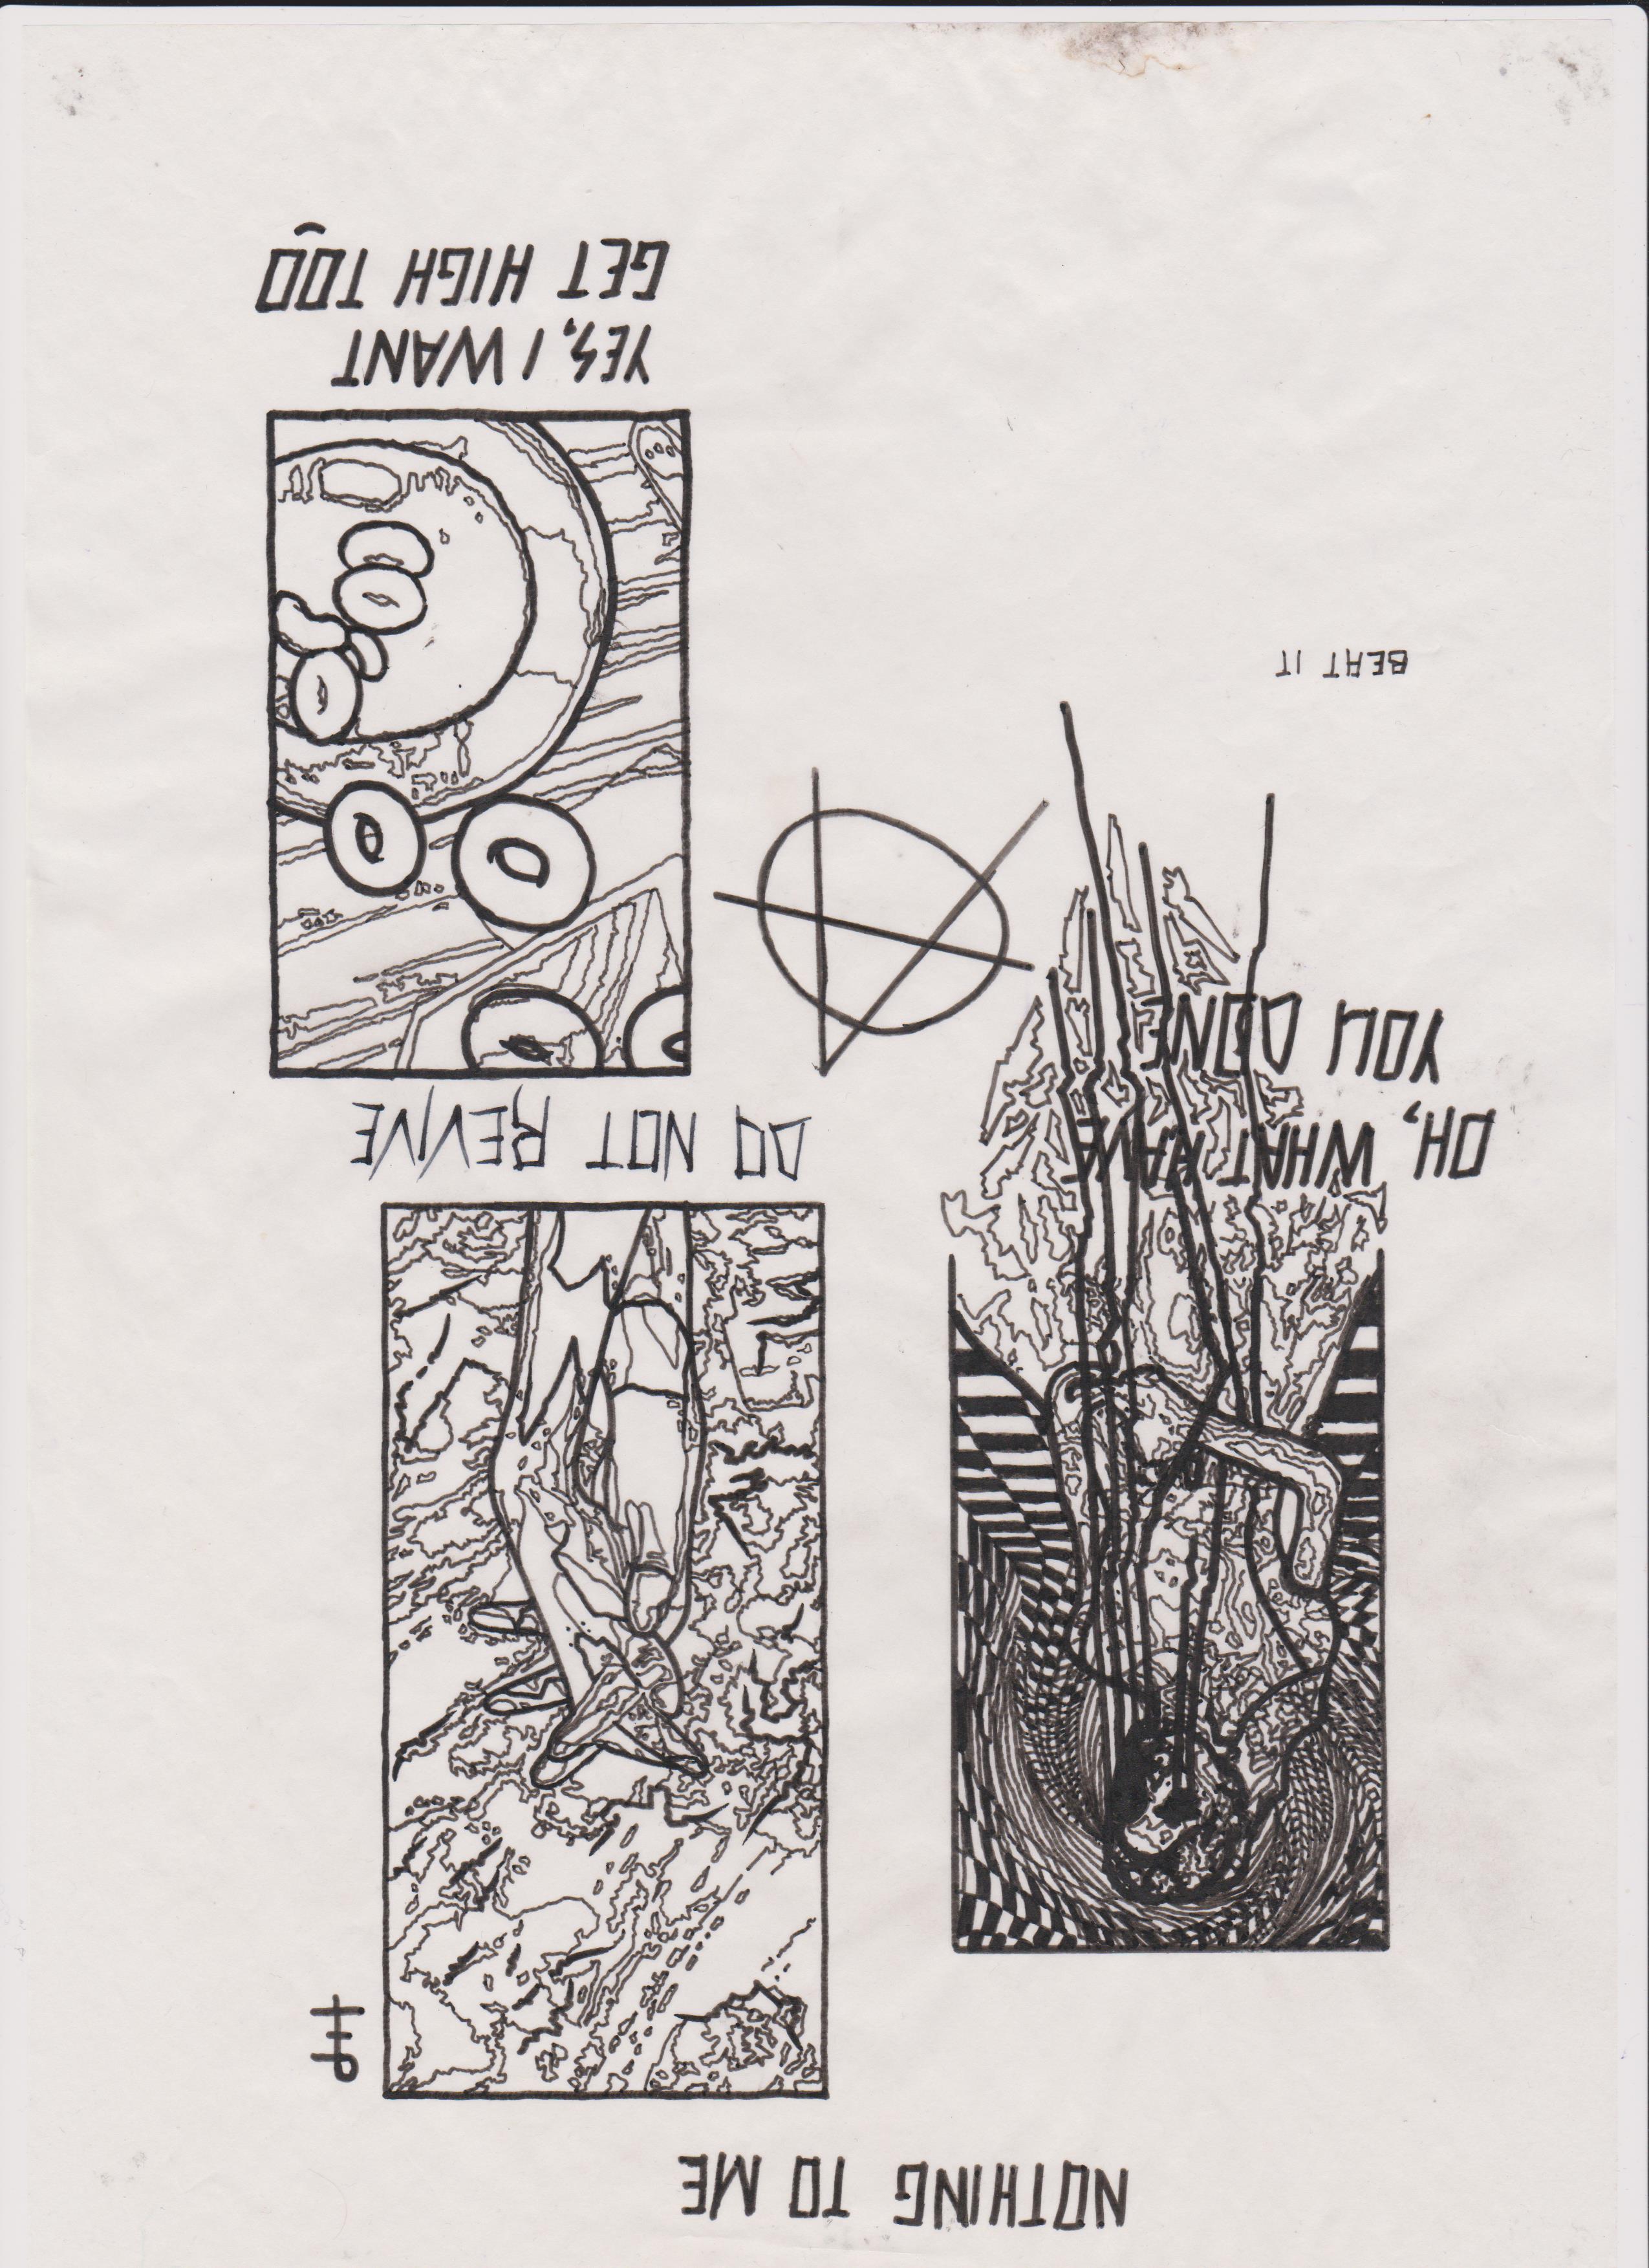 NOTHING TO ME
OH, WHAT HAVE
YOU DONE
DO NOT REVIVE
BEAT IT
YES, I WANT
GET HIGH TOO